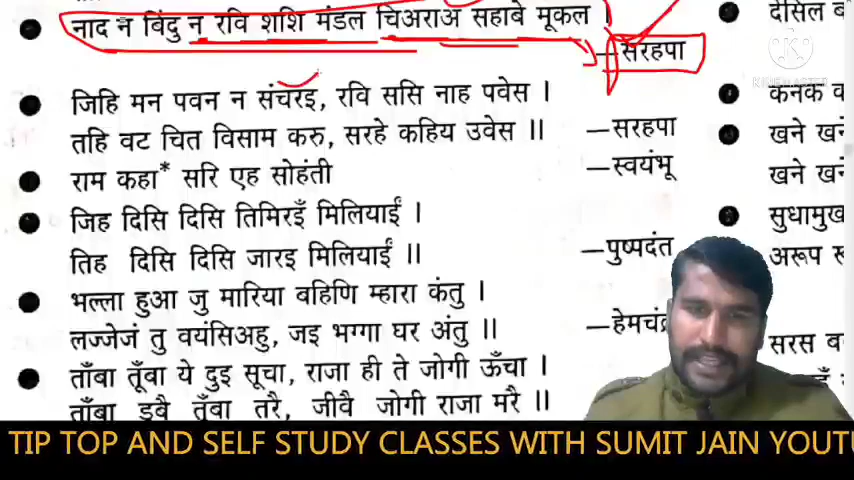 नाद न बिंदु न रवि शशि मंडल चिअराअ सहाबे मूकल ।
—सरहपा
जिहि मन पवन न संचरइ, रवि ससि नाह पवेस ।
तहि वट चित विसाम करु, सरहे कहिय उवेस ।। —सरहपा
राम कहा* सरि एह सोहंती —स्वयंभू
जिह दिसि दिसि तिमिरइँ मिलियाईं ।
तिह दिसि दिसि जारइ मिलियाईं ।। —पुष्पदंत
भल्ला हुआ जु मारिया बहिणि म्हारा कंतु ।
लज्जेजं तु वयंसिअहु, जइ भग्गा घर अंतु ।। —हेमचंद्र
ताँबा तूँबा ये दुइ सूचा, राजा ही ते जोगी ऊँचा ।
ताँबा डूबै तूँबा तरै, जीवै जोगी राजा मरै ।।
देसिल
कनक
खने
खने
सुधामुख
अरूप
सरस
KINEMASTER
TIP TOP AND SELF STUDY CLASSES WITH SUMIT JAIN